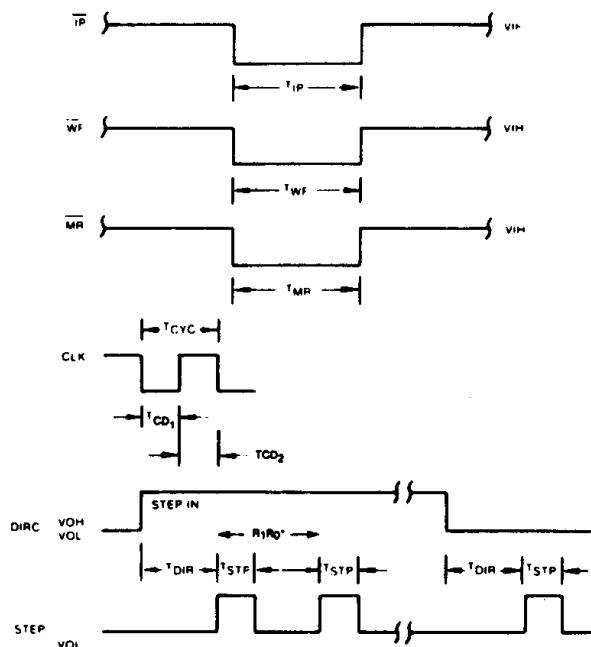 IP VIH
TIP
WF VIH
TWF
MR VIH
TMR
TCYC
CLK
TCD1
TCD2
STEP IN
DIRC VOH
VOL
R1R0*
TDIR TSTP TSTP TDIR TSTP
STEP
VOL